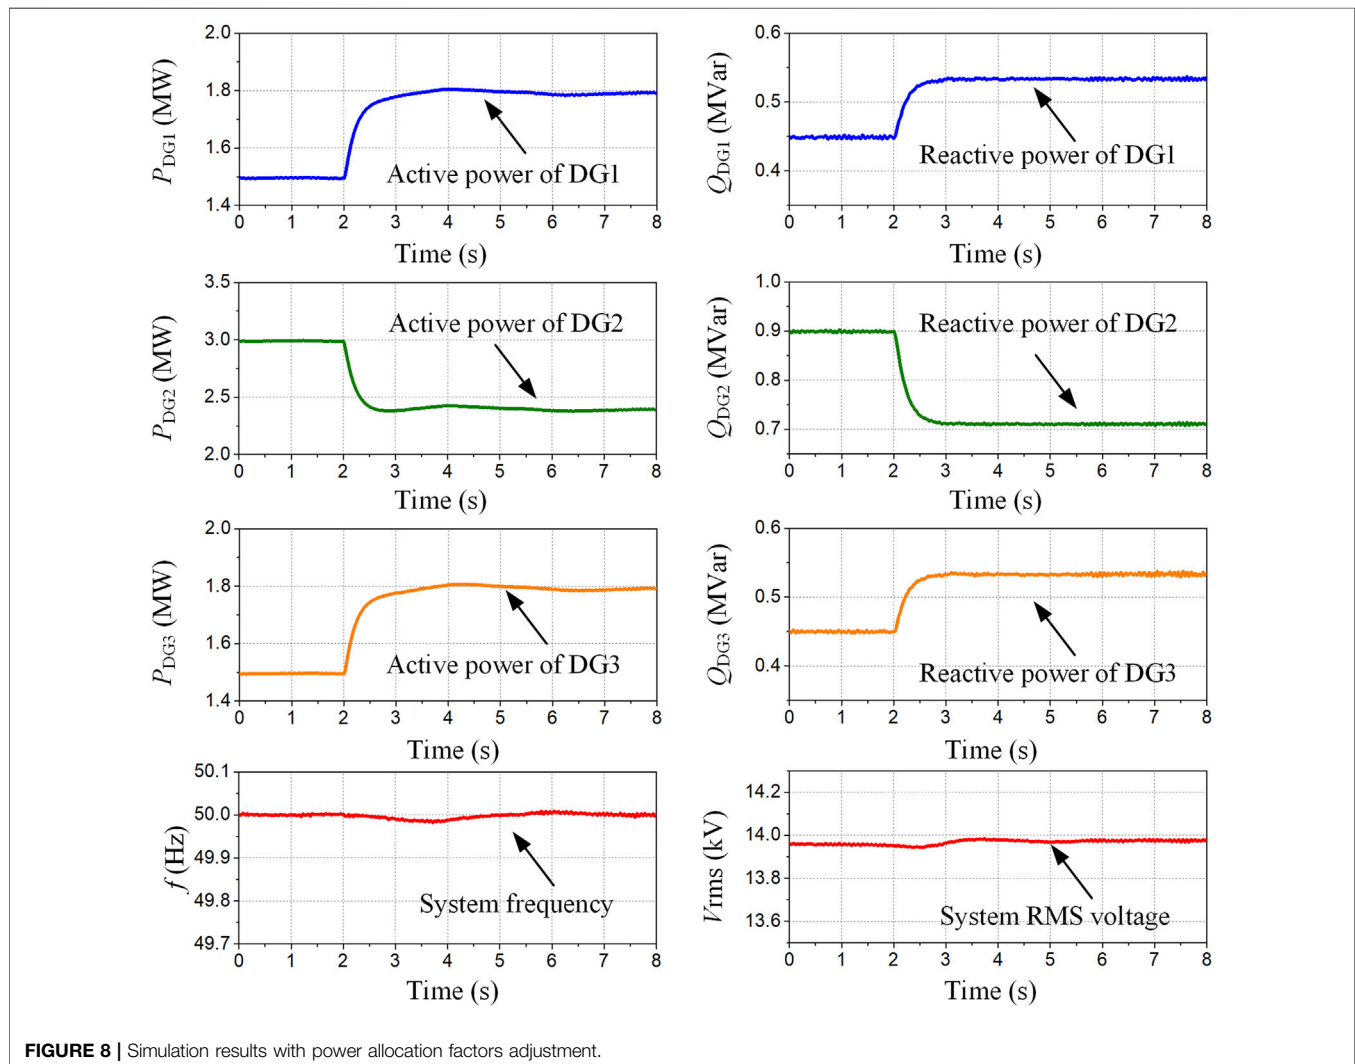 2.0
1.8
1.6
1.4
P_DG1 (MW)
0 1 2 3 4 5 6 7 8
Active power of DG1
Time (s)
0.6
0.5
0.4
Q_DG1 (MVar)
0 1 2 3 4 5 6 7 8
Reactive power of DG1
Time (s)
3.5
3.0
2.5
2.0
P_DG2 (MW)
0 1 2 3 4 5 6 7 8
Active power of DG2
Time (s)
1.0
0.9
0.8
0.7
Q_DG2 (MVar)
0 1 2 3 4 5 6 7 8
Reactive power of DG2
Time (s)
2.0
1.8
1.6
1.4
P_DG3 (MW)
0 1 2 3 4 5 6 7 8
Active power of DG3
Time (s)
0.6
0.5
0.4
Q_DG3 (MVar)
0 1 2 3 4 5 6 7 8
Reactive power of DG3
Time (s)
50.1
50.0
49.9
49.8
49.7
f (Hz)
0 1 2 3 4 5 6 7 8
System frequency
Time (s)
14.2
14.0
13.8
13.6
Vrms (kV)
0 1 2 3 4 5 6 7 8
System RMS voltage
Time (s)
FIGURE 8 | Simulation results with power allocation factors adjustment.